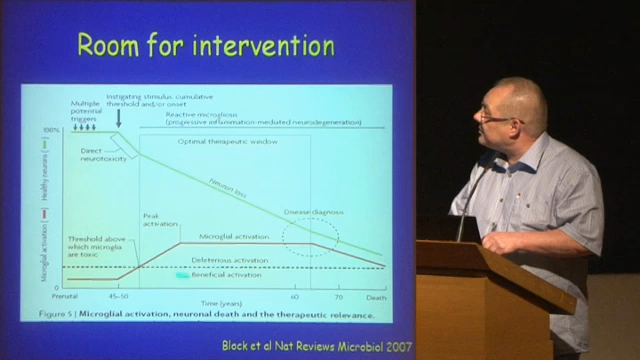 Room for intervention
Instigating stimulus: cumulative
threshold and/or onset
Multiple
potential
triggers
Reactive microgliosis
(progressive inflammation-mediated neurodegeneration)
100%
Direct
neurotoxicity
Optimal therapeutic window
Healthy neurons
Neuron loss
Peak
activation
Disease diagnosis
Microglial activation
Threshold above
which microglia
are toxic
Microglial activation
Deleterious activation
Beneficial activation
0
Prenatal
45–50
60
70
Death
Time (years)
Figure 5 | Microglial activation, neuronal death and the therapeutic relevance.
Block et al Nat Reviews Microbiol 2007